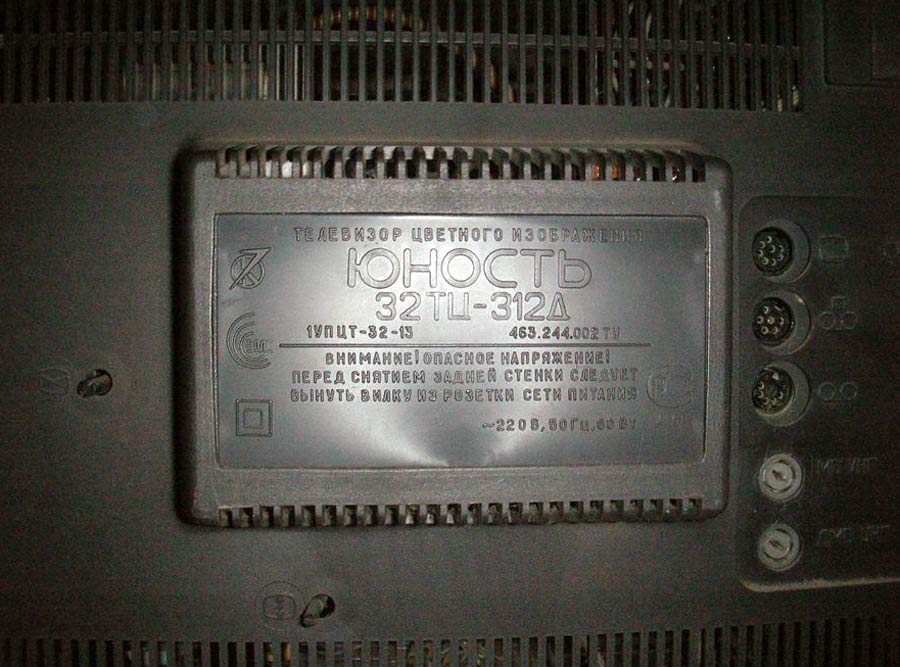 ТЕЛЕВИЗОР ЦВЕТНОГО ИЗОБРАЖЕНИЯ
ЮНОСТЬ
32ТЦ-312Д
1УПЦТ-32-13 463.244.002 ТУ
ВНИМАНИЕ! ОПАСНОЕ НАПРЯЖЕНИЕ!
ПЕРЕД СНЯТИЕМ ЗАДНЕЙ СТЕНКИ СЛЕДУЕТ
ВЫНУТЬ ВИЛКУ ИЗ РОЗЕТКИ СЕТИ ПИТАНИЯ
~220 В, 50 Гц, 60 ВТ